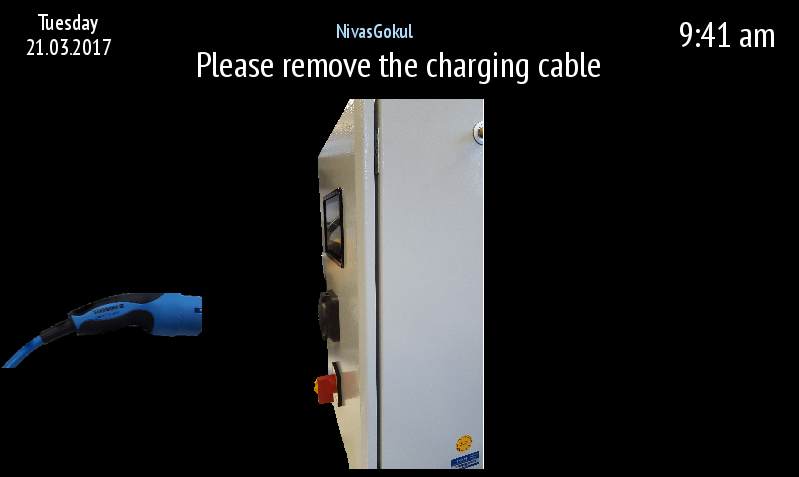 Tuesday
21.03.2017
NivasGokul
Please remove the charging cable
9:41 am